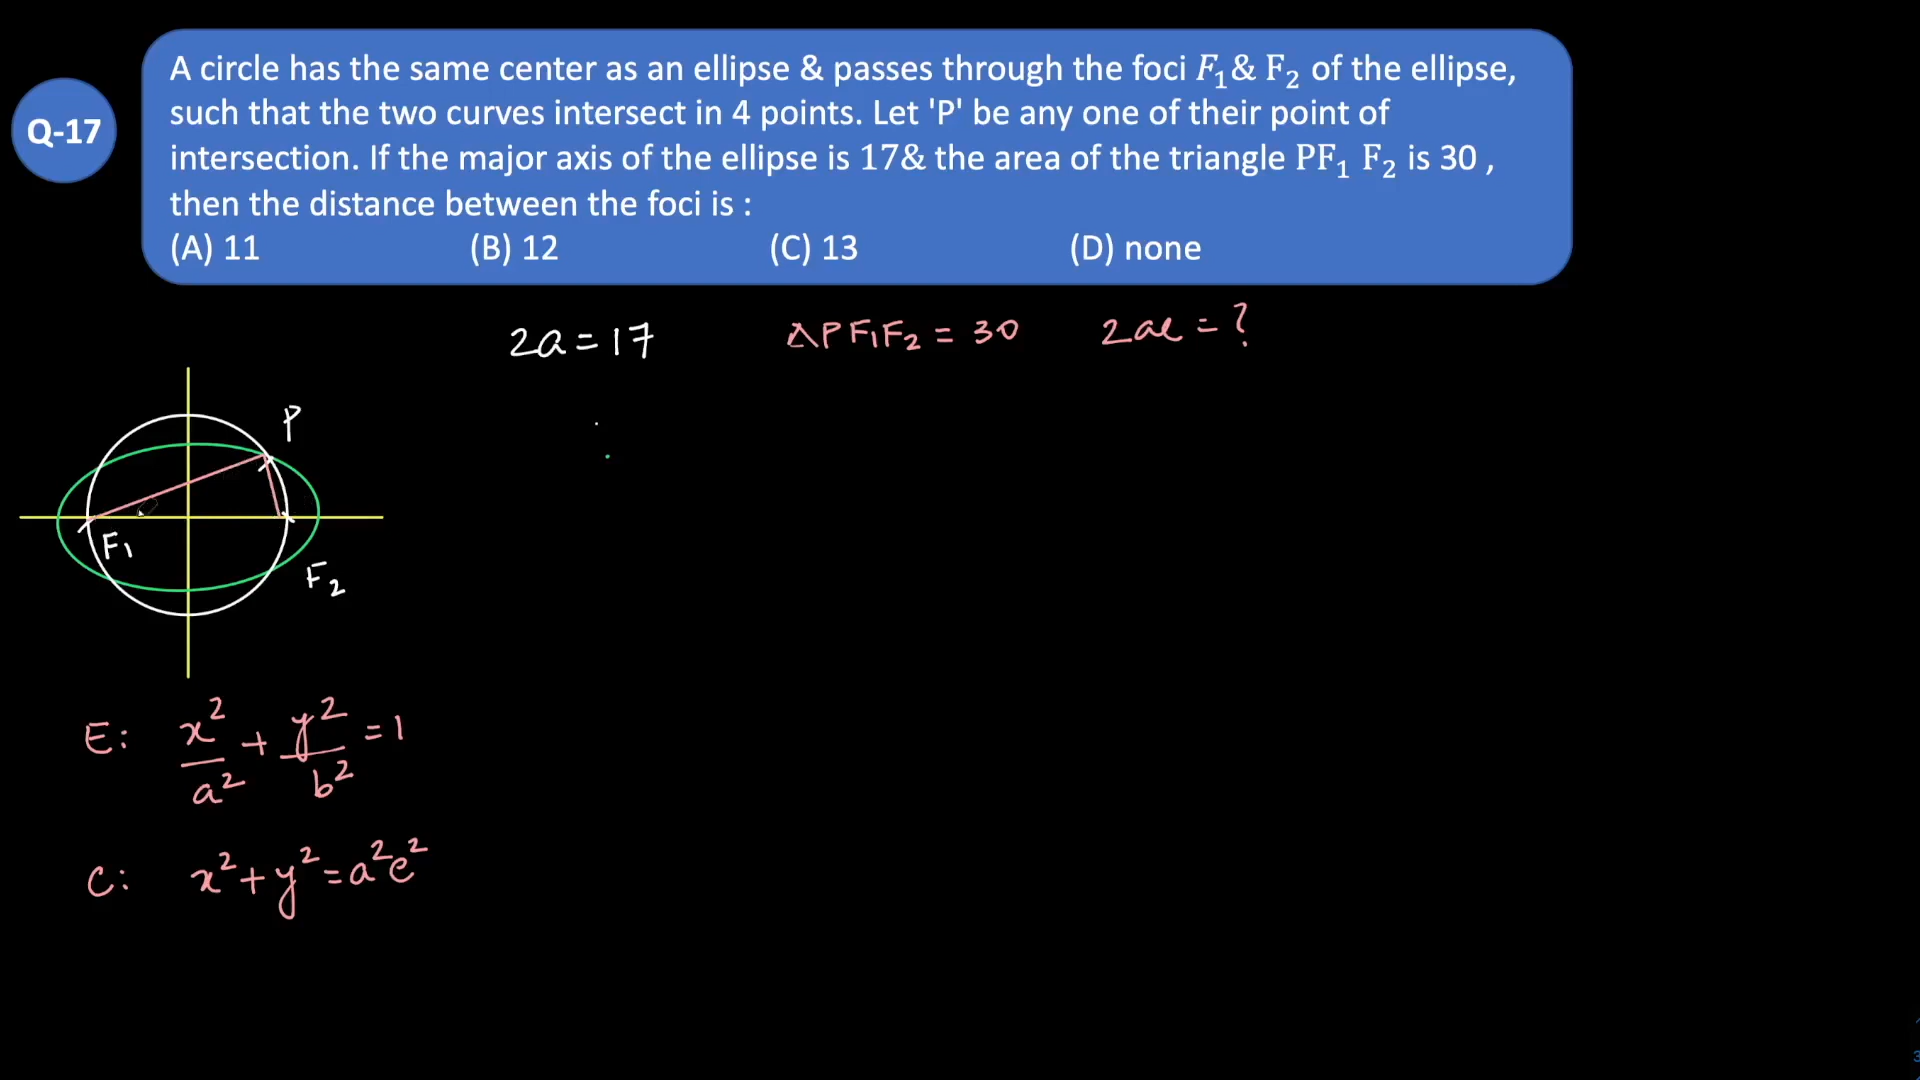 Q-17
A circle has the same center as an ellipse & passes through the foci F₁& F₂ of the ellipse,
such that the two curves intersect in 4 points. Let 'P' be any one of their point of
intersection. If the major axis of the ellipse is 17& the area of the triangle PF₁ F₂ is 30 ,
then the distance between the foci is :
(A) 11 (B) 12 (C) 13 (D) none
2a = 17 ΔPF₁F₂ = 30 2ae = ?
P
F₁
F₂
E: x²/a² + y²/b² = 1
C: x² + y² = a²e²
3